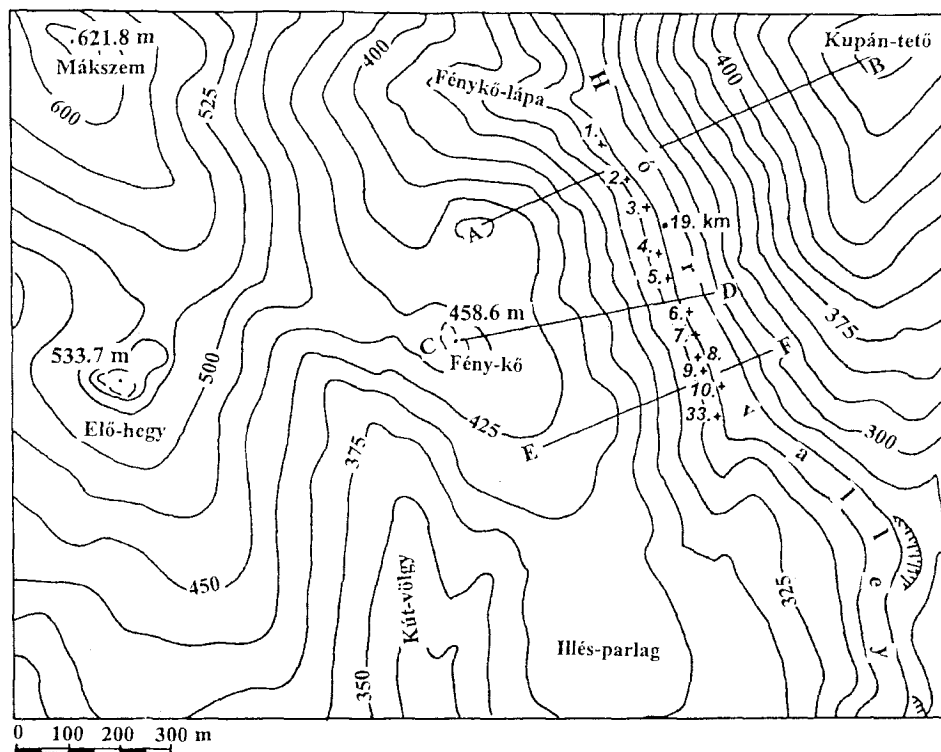 621.8 m
Mákszem
600
525
400
Fénykő-lápa
H
ó
r
v
a
l
l
e
y
400
Kupán-tető
B
1.
2.
3.
19. km
4.
5.
A
458.6 m
C
Fény-kő
D
6.
7.
8.
9.
10.
33.
F
E
375
300
533.7 m
Elő-hegy
500
425
375
450
Kút-völgy
350
Illés-parlag
325
0 100 200 300 m